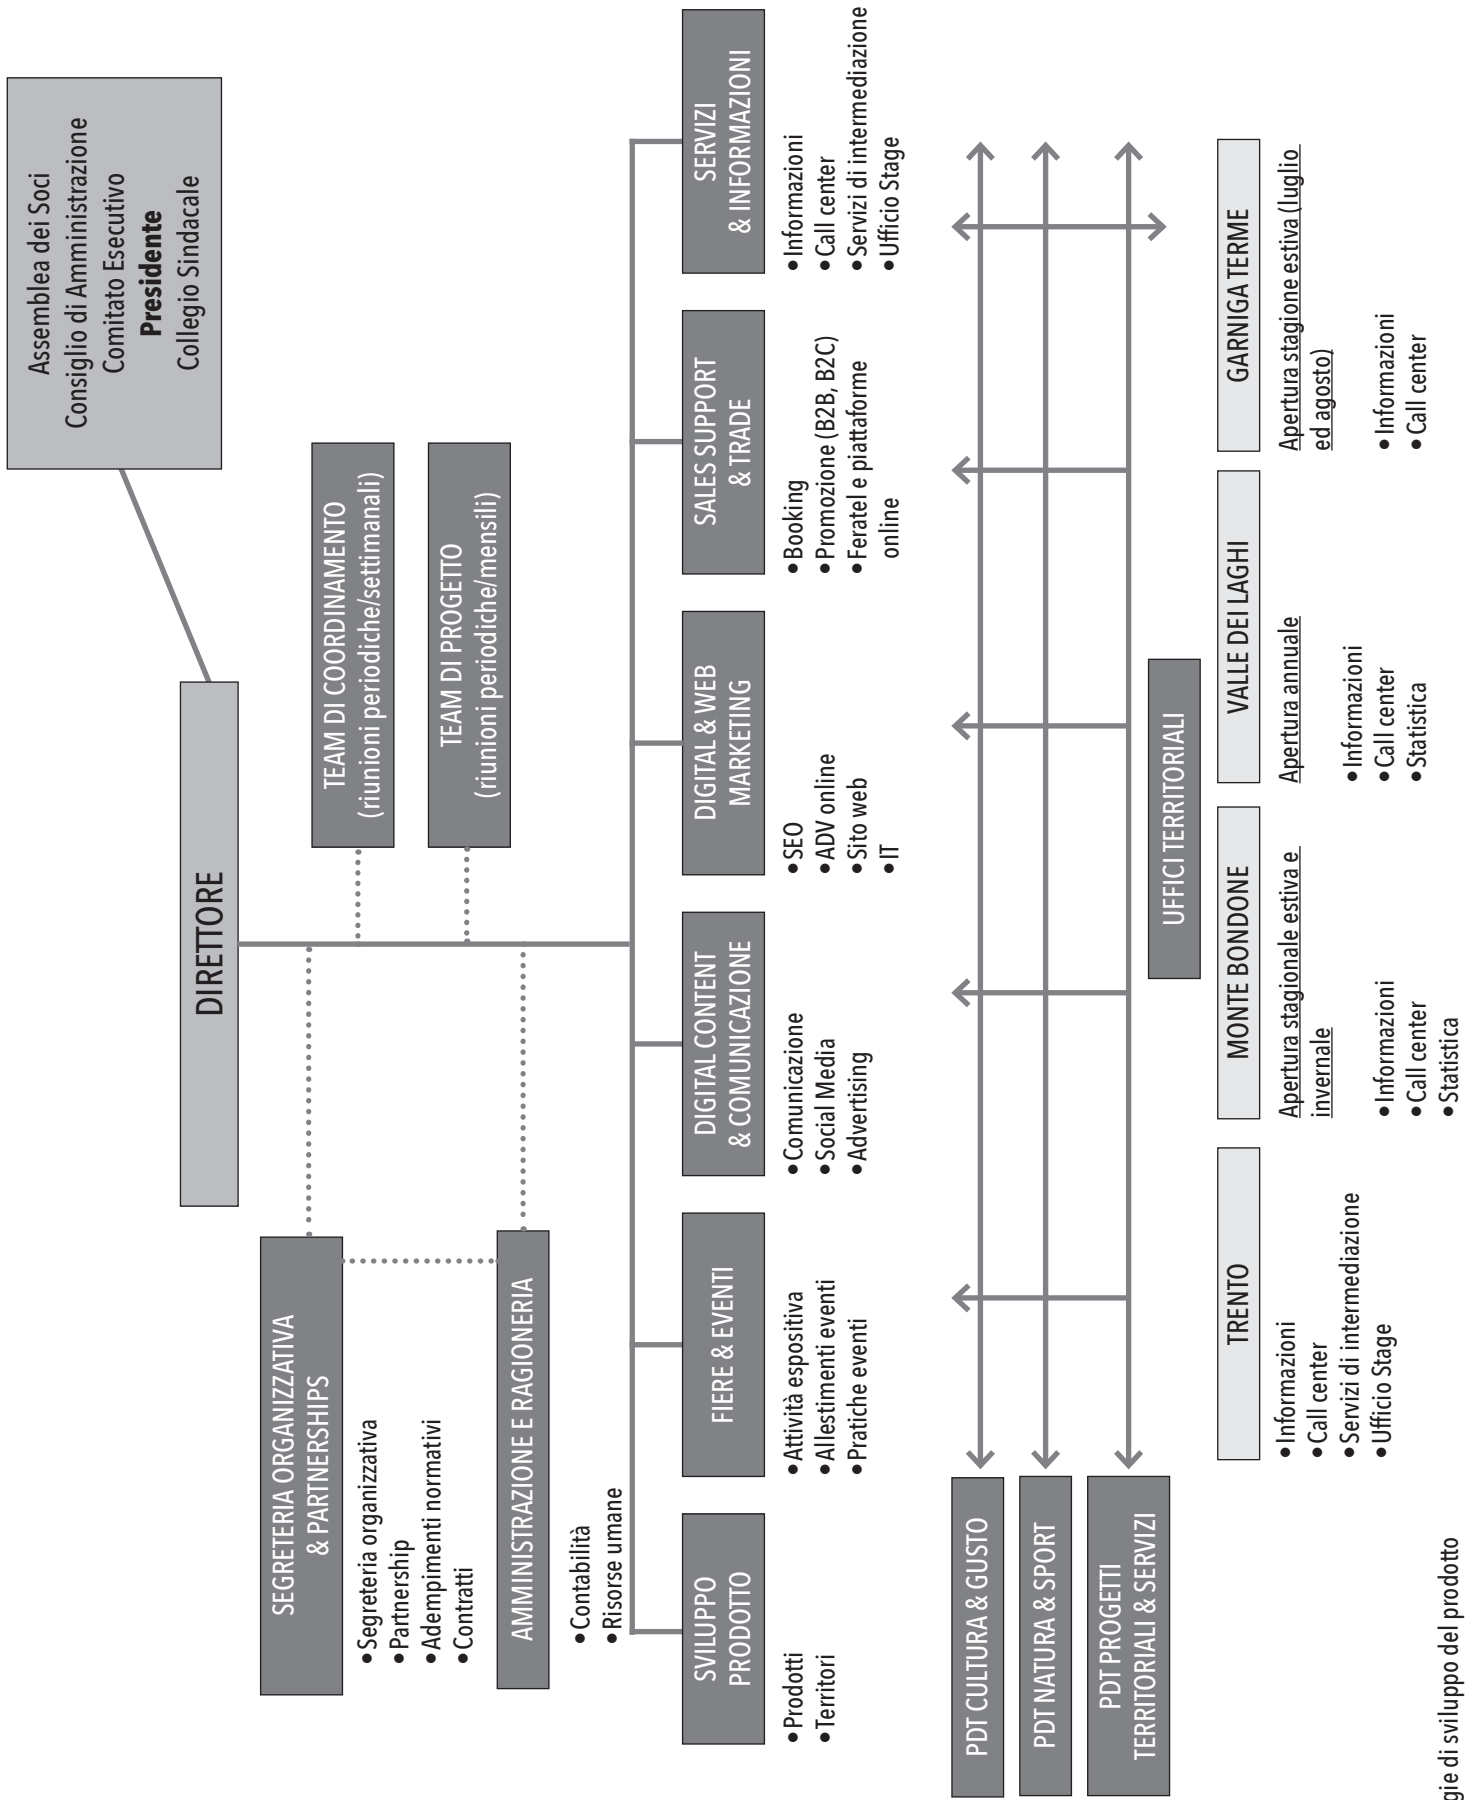 Assemblea dei Soci
Consiglio di Amministrazione
Comitato Esecutivo
Presidente
Collegio Sindacale
DIRETTORE
SEGRETERIA ORGANIZZATIVA
& PARTNERSHIPS
•Segreteria organizzativa
•Partnership
•Adempimenti normativi
•Contratti
TEAM DI COORDINAMENTO
(riunioni periodiche/settimanali)
TEAM DI PROGETTO
(riunioni periodiche/mensili)
AMMINISTRAZIONE E RAGIONERIA
•Contabilità
•Risorse umane
SVILUPPO
PRODOTTO
•Prodotti
•Territori
FIERE & EVENTI
•Attività espositiva
•Allestimenti eventi
•Pratiche eventi
DIGITAL CONTENT
& COMUNICAZIONE
•Comunicazione
•Social Media
•Advertising
DIGITAL & WEB
MARKETING
•SEO
•ADV online
•Sito web
•IT
SALES SUPPORT
& TRADE
•Booking
•Promozione (B2B, B2C)
•Feratel e piattaforme
online
SERVIZI
& INFORMAZIONI
•Informazioni
•Call center
•Servizi di intermediazione
•Ufficio Stage
PDT CULTURA & GUSTO
PDT NATURA & SPORT
PDT PROGETTI
TERRITORIALI & SERVIZI
UFFICI TERRITORIALI
TRENTO
•Informazioni
•Call center
•Servizi di intermediazione
•Ufficio Stage
MONTE BONDONE
Apertura stagionale estiva e
invernale
•Informazioni
•Call center
•Statistica
VALLE DEI LAGHI
Apertura annuale
•Informazioni
•Call center
•Statistica
GARNIGA TERME
Apertura stagione estiva (luglio
ed agosto)
•Informazioni
•Call center
di sviluppo del prodotto